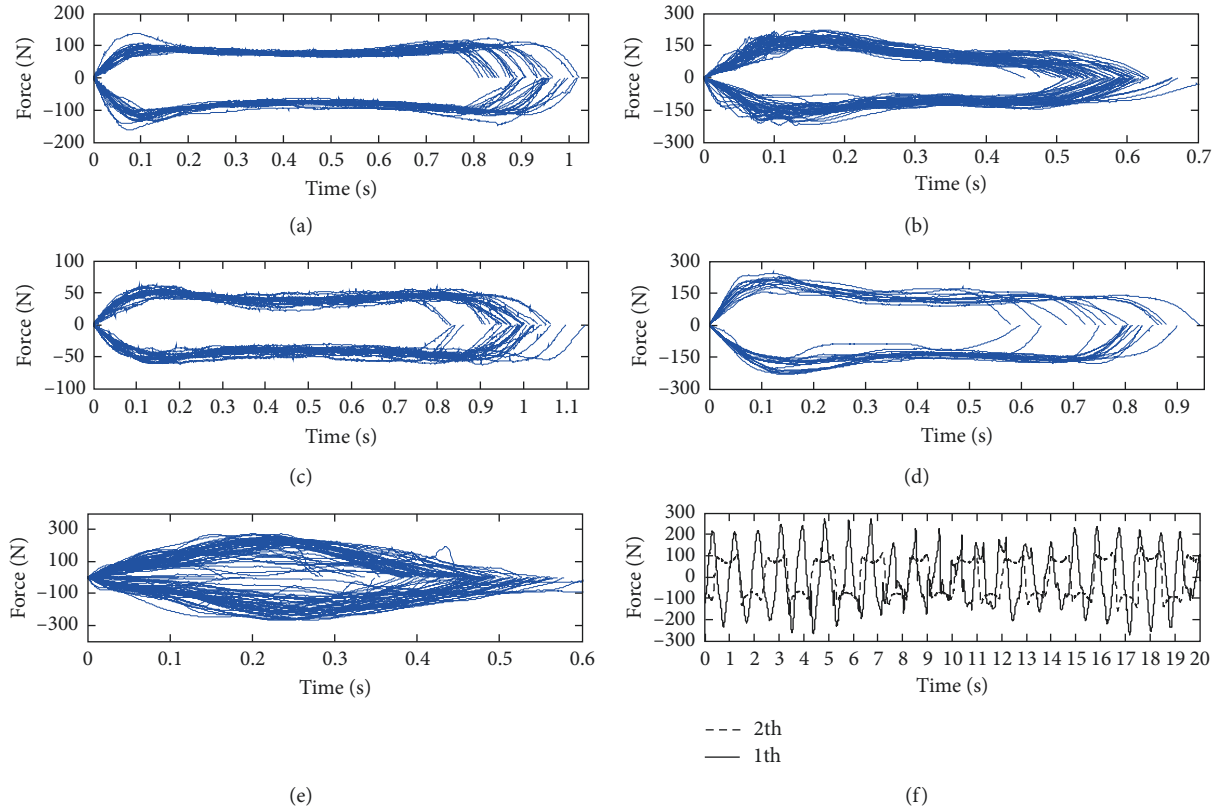 Force (N)
200
100
0
−100
−200
0 0.1 0.2 0.3 0.4 0.5 0.6 0.7 0.8 0.9 1
Time (s)
(a)
Force (N)
300
150
0
−150
−300
0 0.1 0.2 0.3 0.4 0.5 0.6 0.7
Time (s)
(b)
Force (N)
100
50
0
−50
−100
0 0.1 0.2 0.3 0.4 0.5 0.6 0.7 0.8 0.9 1 1.1
Time (s)
(c)
Force (N)
300
150
0
−150
−300
0 0.1 0.2 0.3 0.4 0.5 0.6 0.7 0.8 0.9
Time (s)
(d)
Force (N)
300
100
−100
−300
0 0.1 0.2 0.3 0.4 0.5 0.6
Time (s)
(e)
Force (N)
300
200
100
0
−100
−200
−300
0 1 2 3 4 5 6 7 8 9 10 11 12 13 14 15 16 17 18 19 20
Time (s)
2th
1th
(f)